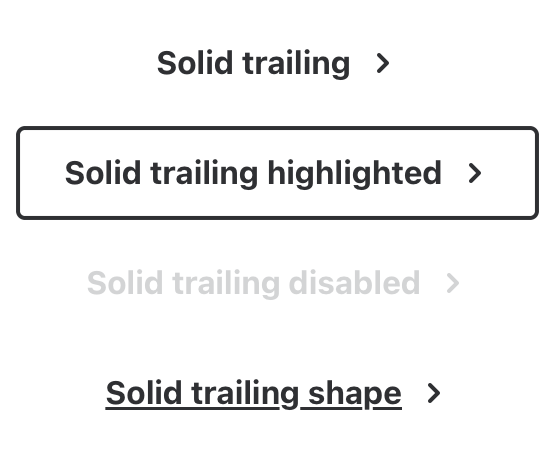 Solid trailing
Solid trailing highlighted
Solid trailing disabled
Solid trailing shape